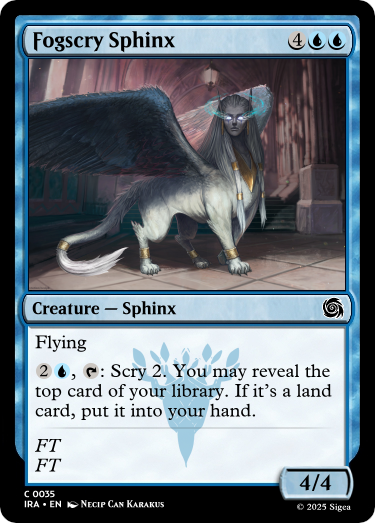 Fogscry Sphinx 4
Creature — Sphinx
Flying
2, : Scry 2. You may reveal the
top card of your library. If it's a land
card, put it into your hand.
FT
FT
4/4
C 0035
IRA • EN Necip Can Karakus
© 2025 Sigea